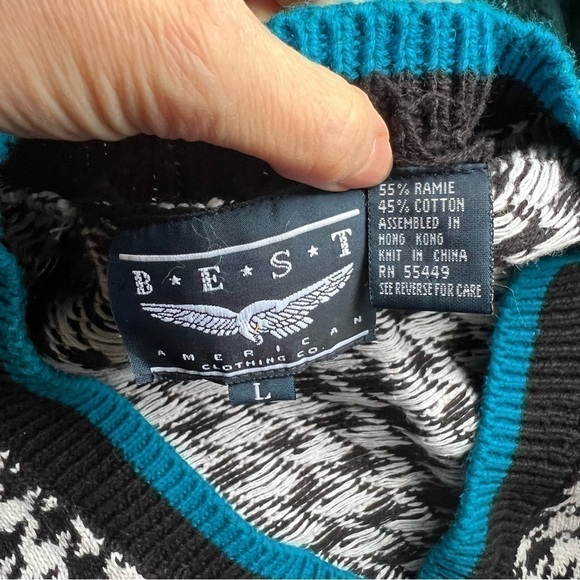 B★E★S★T
AMERICAN
CLOTHING CO.
L
55% RAMIE
45% COTTON
ASSEMBLED IN
HONG KONG
KNIT IN CHINA
RN 55449
SEE REVERSE FOR CARE